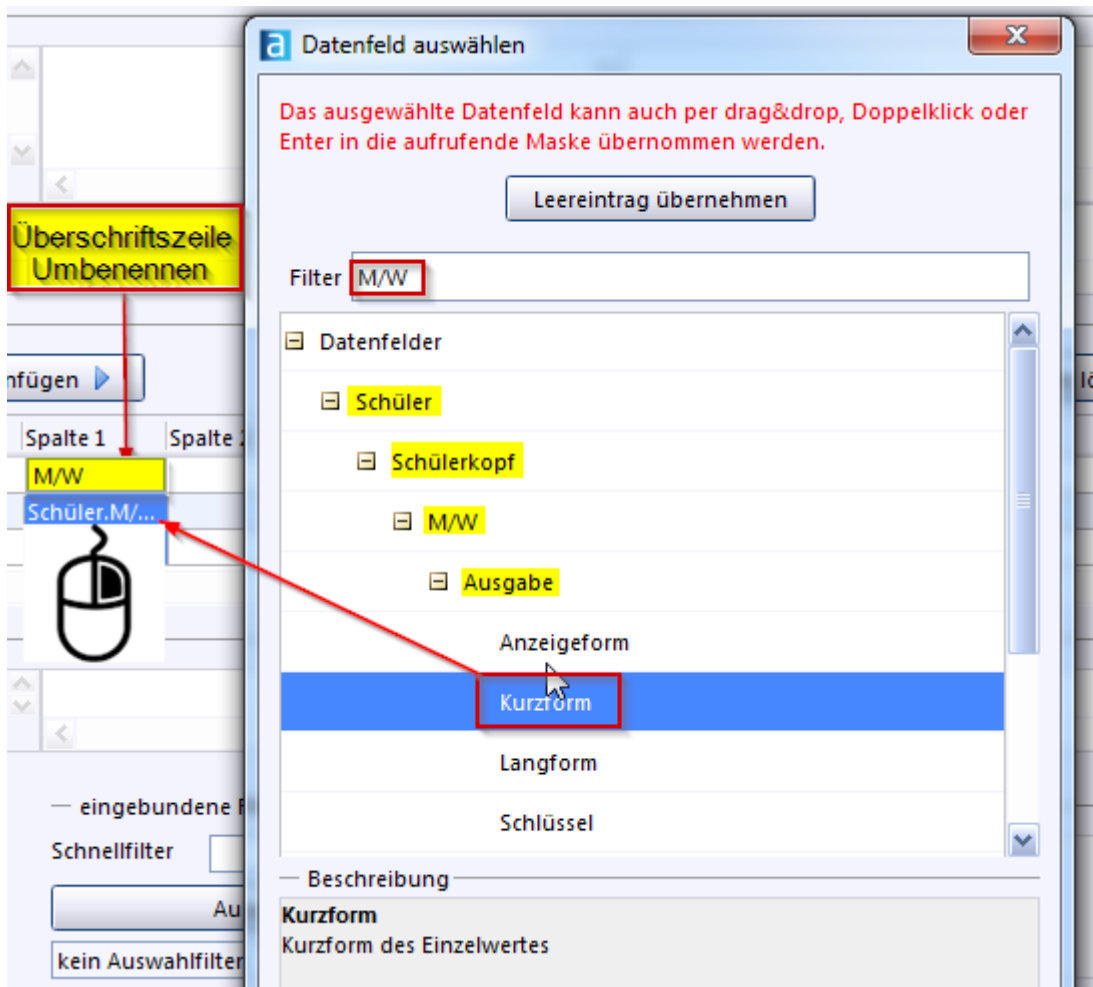 Datenfeld auswählen
Das ausgewählte Datenfeld kann auch per drag&drop, Doppelklick oder
Enter in die aufrufende Maske übernommen werden.
Leereintrag übernehmen
Überschriftszeile
Umbenennen
Filter M/W
Datenfelder
nfügen
Schüler
Spalte 1 Spalte
M/W
Schüler.M/...
Schülerkopf
M/W
Ausgabe
Anzeigeform
Kurzform
Langform
Schlüssel
eingebundene
Schnellfilter
Beschreibung
Au
Kurzform
Kurzform des Einzelwertes
kein Auswahlfilter